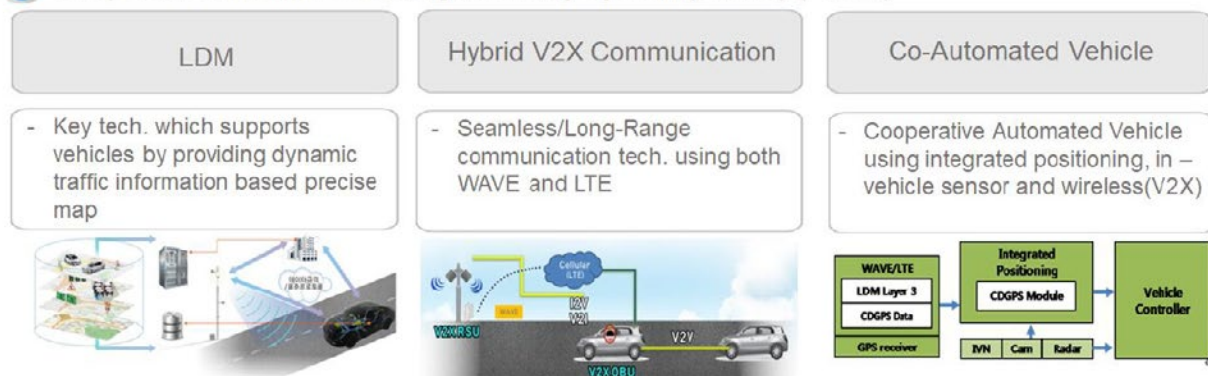 LDM
- Key tech. which supports
vehicles by providing dynamic
traffic information based precise
map
Hybrid V2X Communication
- Seamless/Long-Range
communication tech. using both
WAVE and LTE
Cellular
(LTE)
WAVE
I2V
V2I
V2X RSU
V2V
V2X OBU
Co-Automated Vehicle
- Cooperative Automated Vehicle
using integrated positioning, in –
vehicle sensor and wireless(V2X)
WAVE/LTE
LDM Layer 3
CDGPS Data
GPS receiver
Integrated
Positioning
CDGPS Module
IVN Cam Radar
Vehicle
Controller